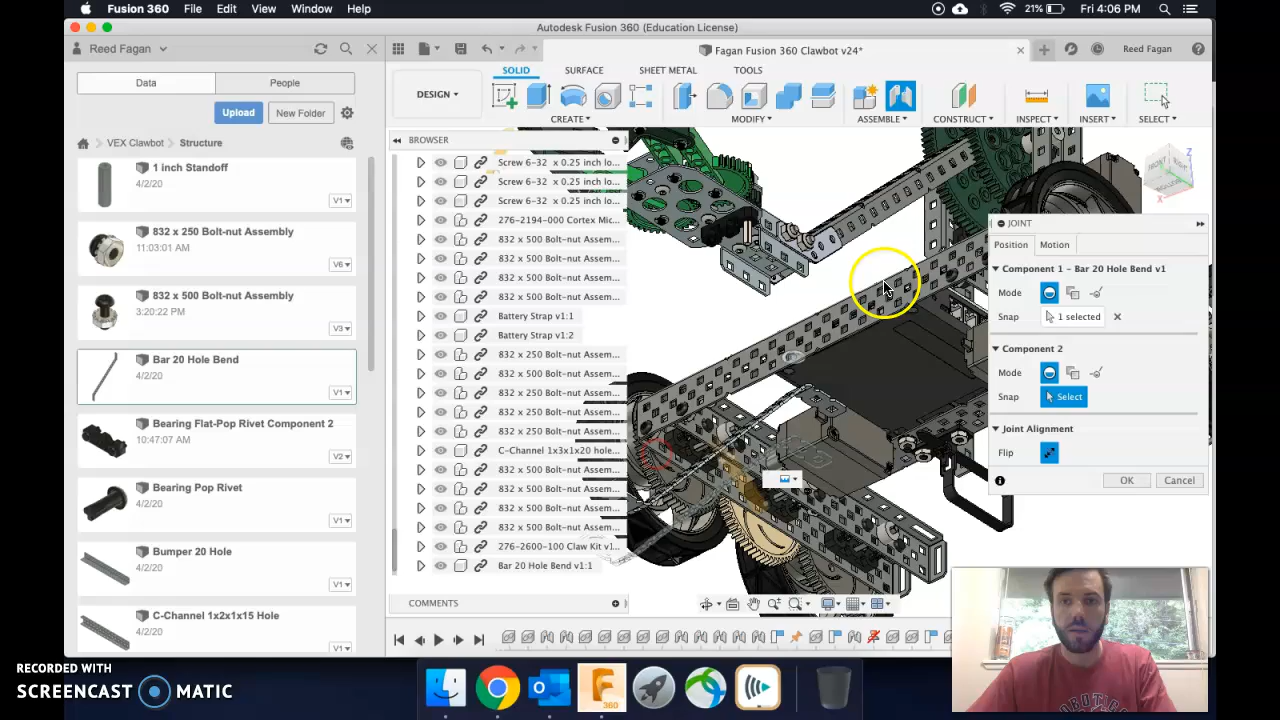 Fusion 360 File Edit View Window Help
21% Fri 4:06 PM
Autodesk Fusion 360 (Education License)
Reed Fagan
Fagan Fusion 360 Clawbot v24*
Reed Fagan
Data People
Upload New Folder
VEX Clawbot Structure
1 inch Standoff
4/2/20
V1
832 x 250 Bolt-nut Assembly
11:03:01 AM
V6
832 x 500 Bolt-nut Assembly
3:20:22 PM
V3
Bar 20 Hole Bend
4/2/20
V1
Bearing Flat-Pop Rivet Component 2
10:47:07 AM
V2
Bearing Pop Rivet
4/2/20
V1
Bumper 20 Hole
4/2/20
V1
C-Channel 1x2x1x15 Hole
4/2/20
V1
DESIGN
SOLID SURFACE SHEET METAL TOOLS
CREATE MODIFY ASSEMBLE CONSTRUCT INSPECT INSERT SELECT
BROWSER
Screw 6-32 x 0.25 inch lo...
Screw 6-32 x 0.25 inch lo...
Screw 6-32 x 0.25 inch lo...
276-2194-000 Cortex Mic...
832 x 500 Bolt-nut Assem...
832 x 500 Bolt-nut Assem...
832 x 500 Bolt-nut Assem...
832 x 500 Bolt-nut Assem...
Battery Strap v1:1
Battery Strap v1:2
832 x 250 Bolt-nut Assem...
832 x 500 Bolt-nut Assem...
832 x 250 Bolt-nut Assem...
832 x 250 Bolt-nut Assem...
832 x 250 Bolt-nut Assem...
C-Channel 1x3x1x20 hole...
832 x 500 Bolt-nut Assem...
832 x 500 Bolt-nut Assem...
832 x 500 Bolt-nut Assem...
832 x 500 Bolt-nut Assem...
276-2600-100 Claw Kit v1...
Bar 20 Hole Bend v1:1
COMMENTS
Z
X
JOINT
Position Motion
Component 1 - Bar 20 Hole Bend v1
Mode
Snap 1 selected
Component 2
Mode
Snap Select
Joint Alignment
Flip
OK Cancel
360
RECORDED WITH
SCREENCAST MATIC